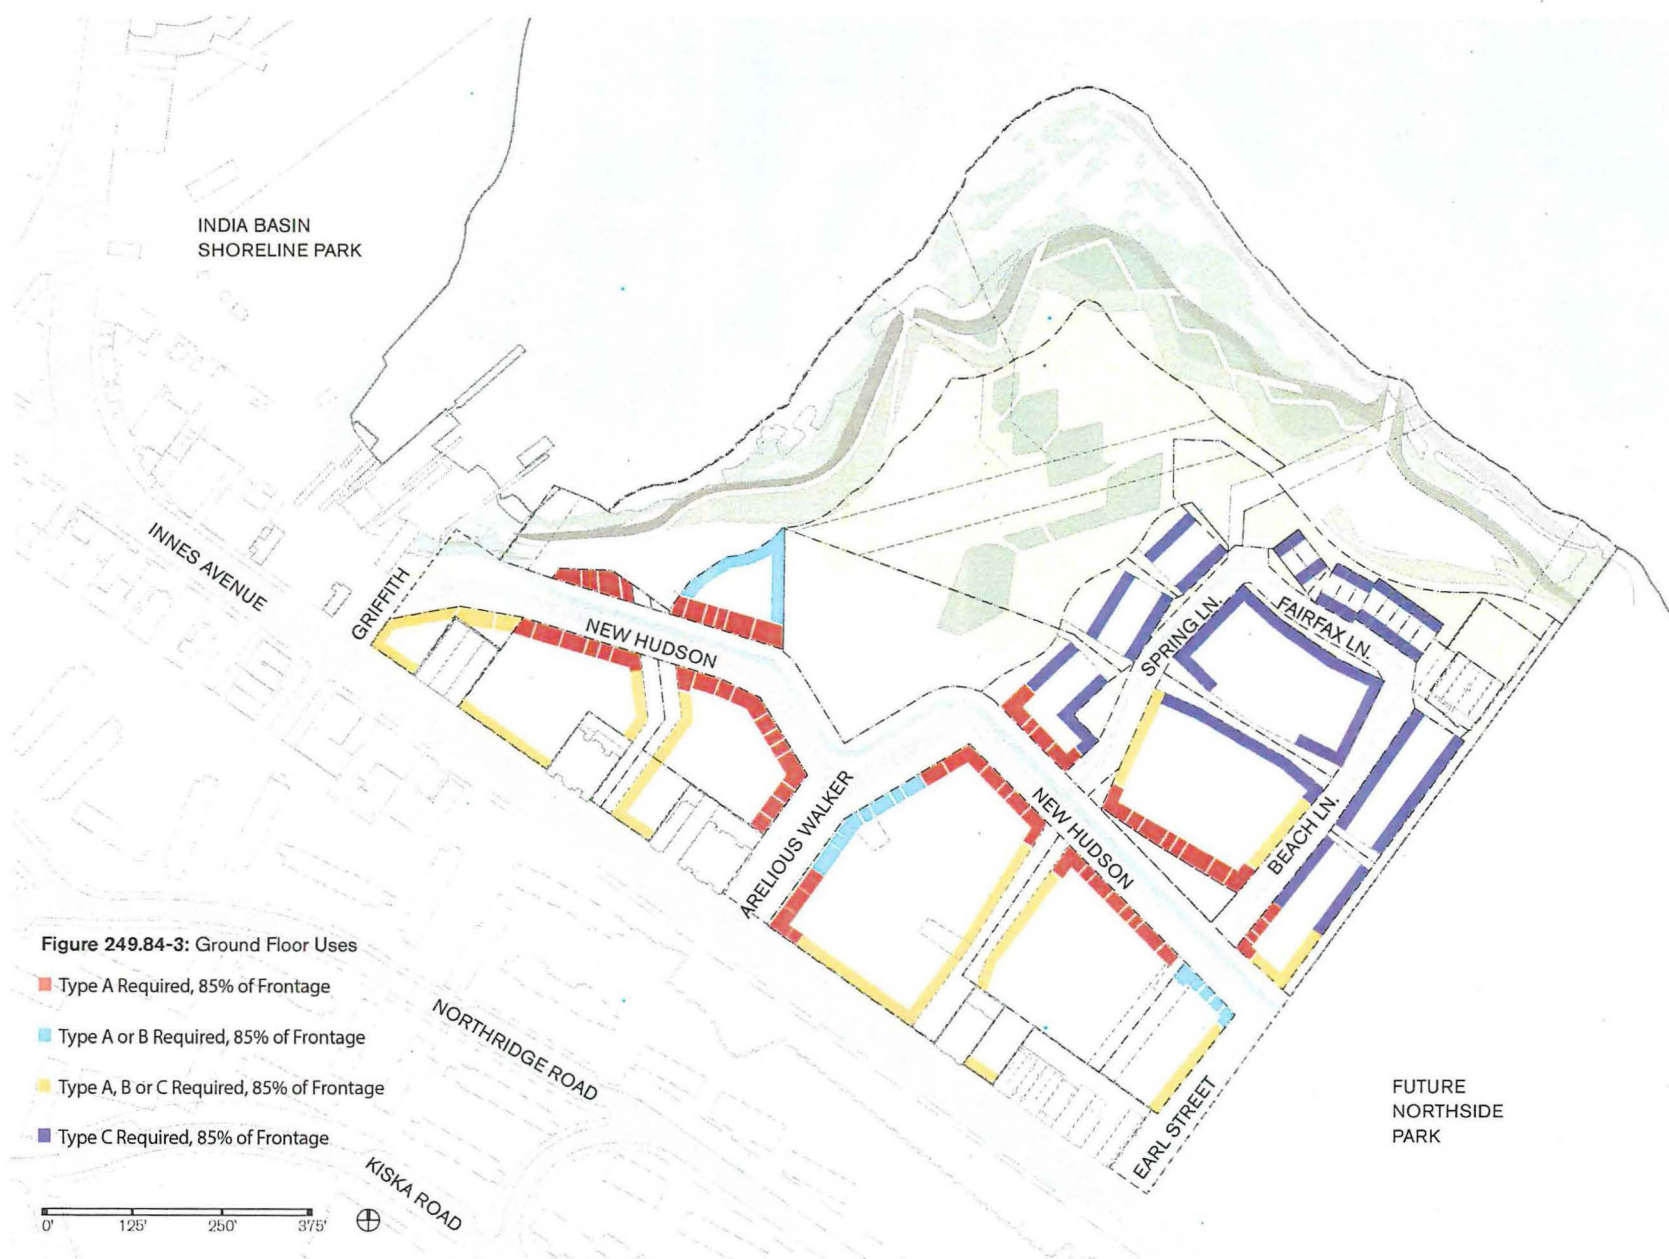 INDIA BASIN
SHORELINE PARK
INNES AVENUE
GRIFFITH
NEW HUDSON
SPRING LN.
FAIRFAX LN.
ARELIOUS WALKER
NEW HUDSON
BEACH LN.
Figure 249.84-3: Ground Floor Uses
Type A Required, 85% of Frontage
Type A or B Required, 85% of Frontage
Type A, B or C Required, 85% of Frontage
Type C Required, 85% of Frontage
NORTHRIDGE ROAD
KISKA ROAD
EARL STREET
FUTURE
NORTHSIDE
PARK
0' 125' 250' 375'